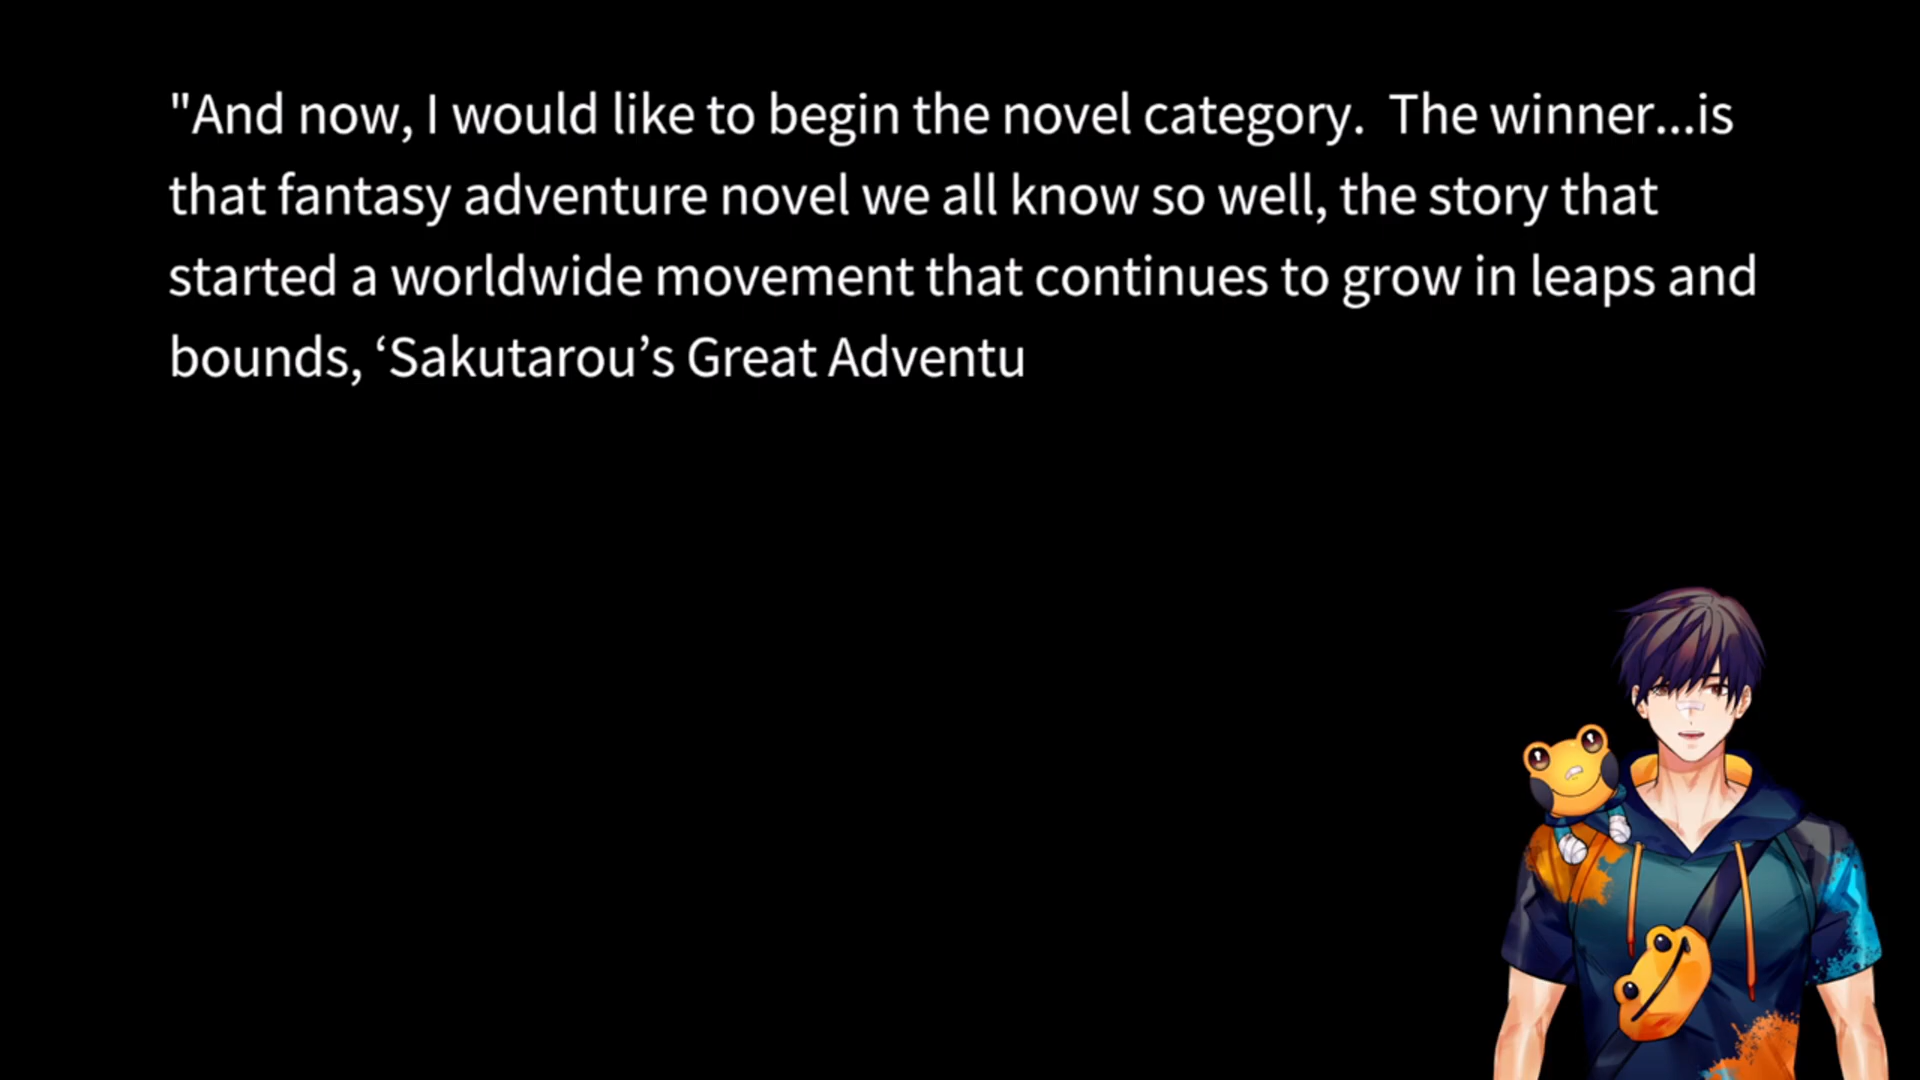 "And now, I would like to begin the novel category.  The winner...is
that fantasy adventure novel we all know so well, the story that
started a worldwide movement that continues to grow in leaps and
bounds, ‘Sakutarou’s Great Adventu